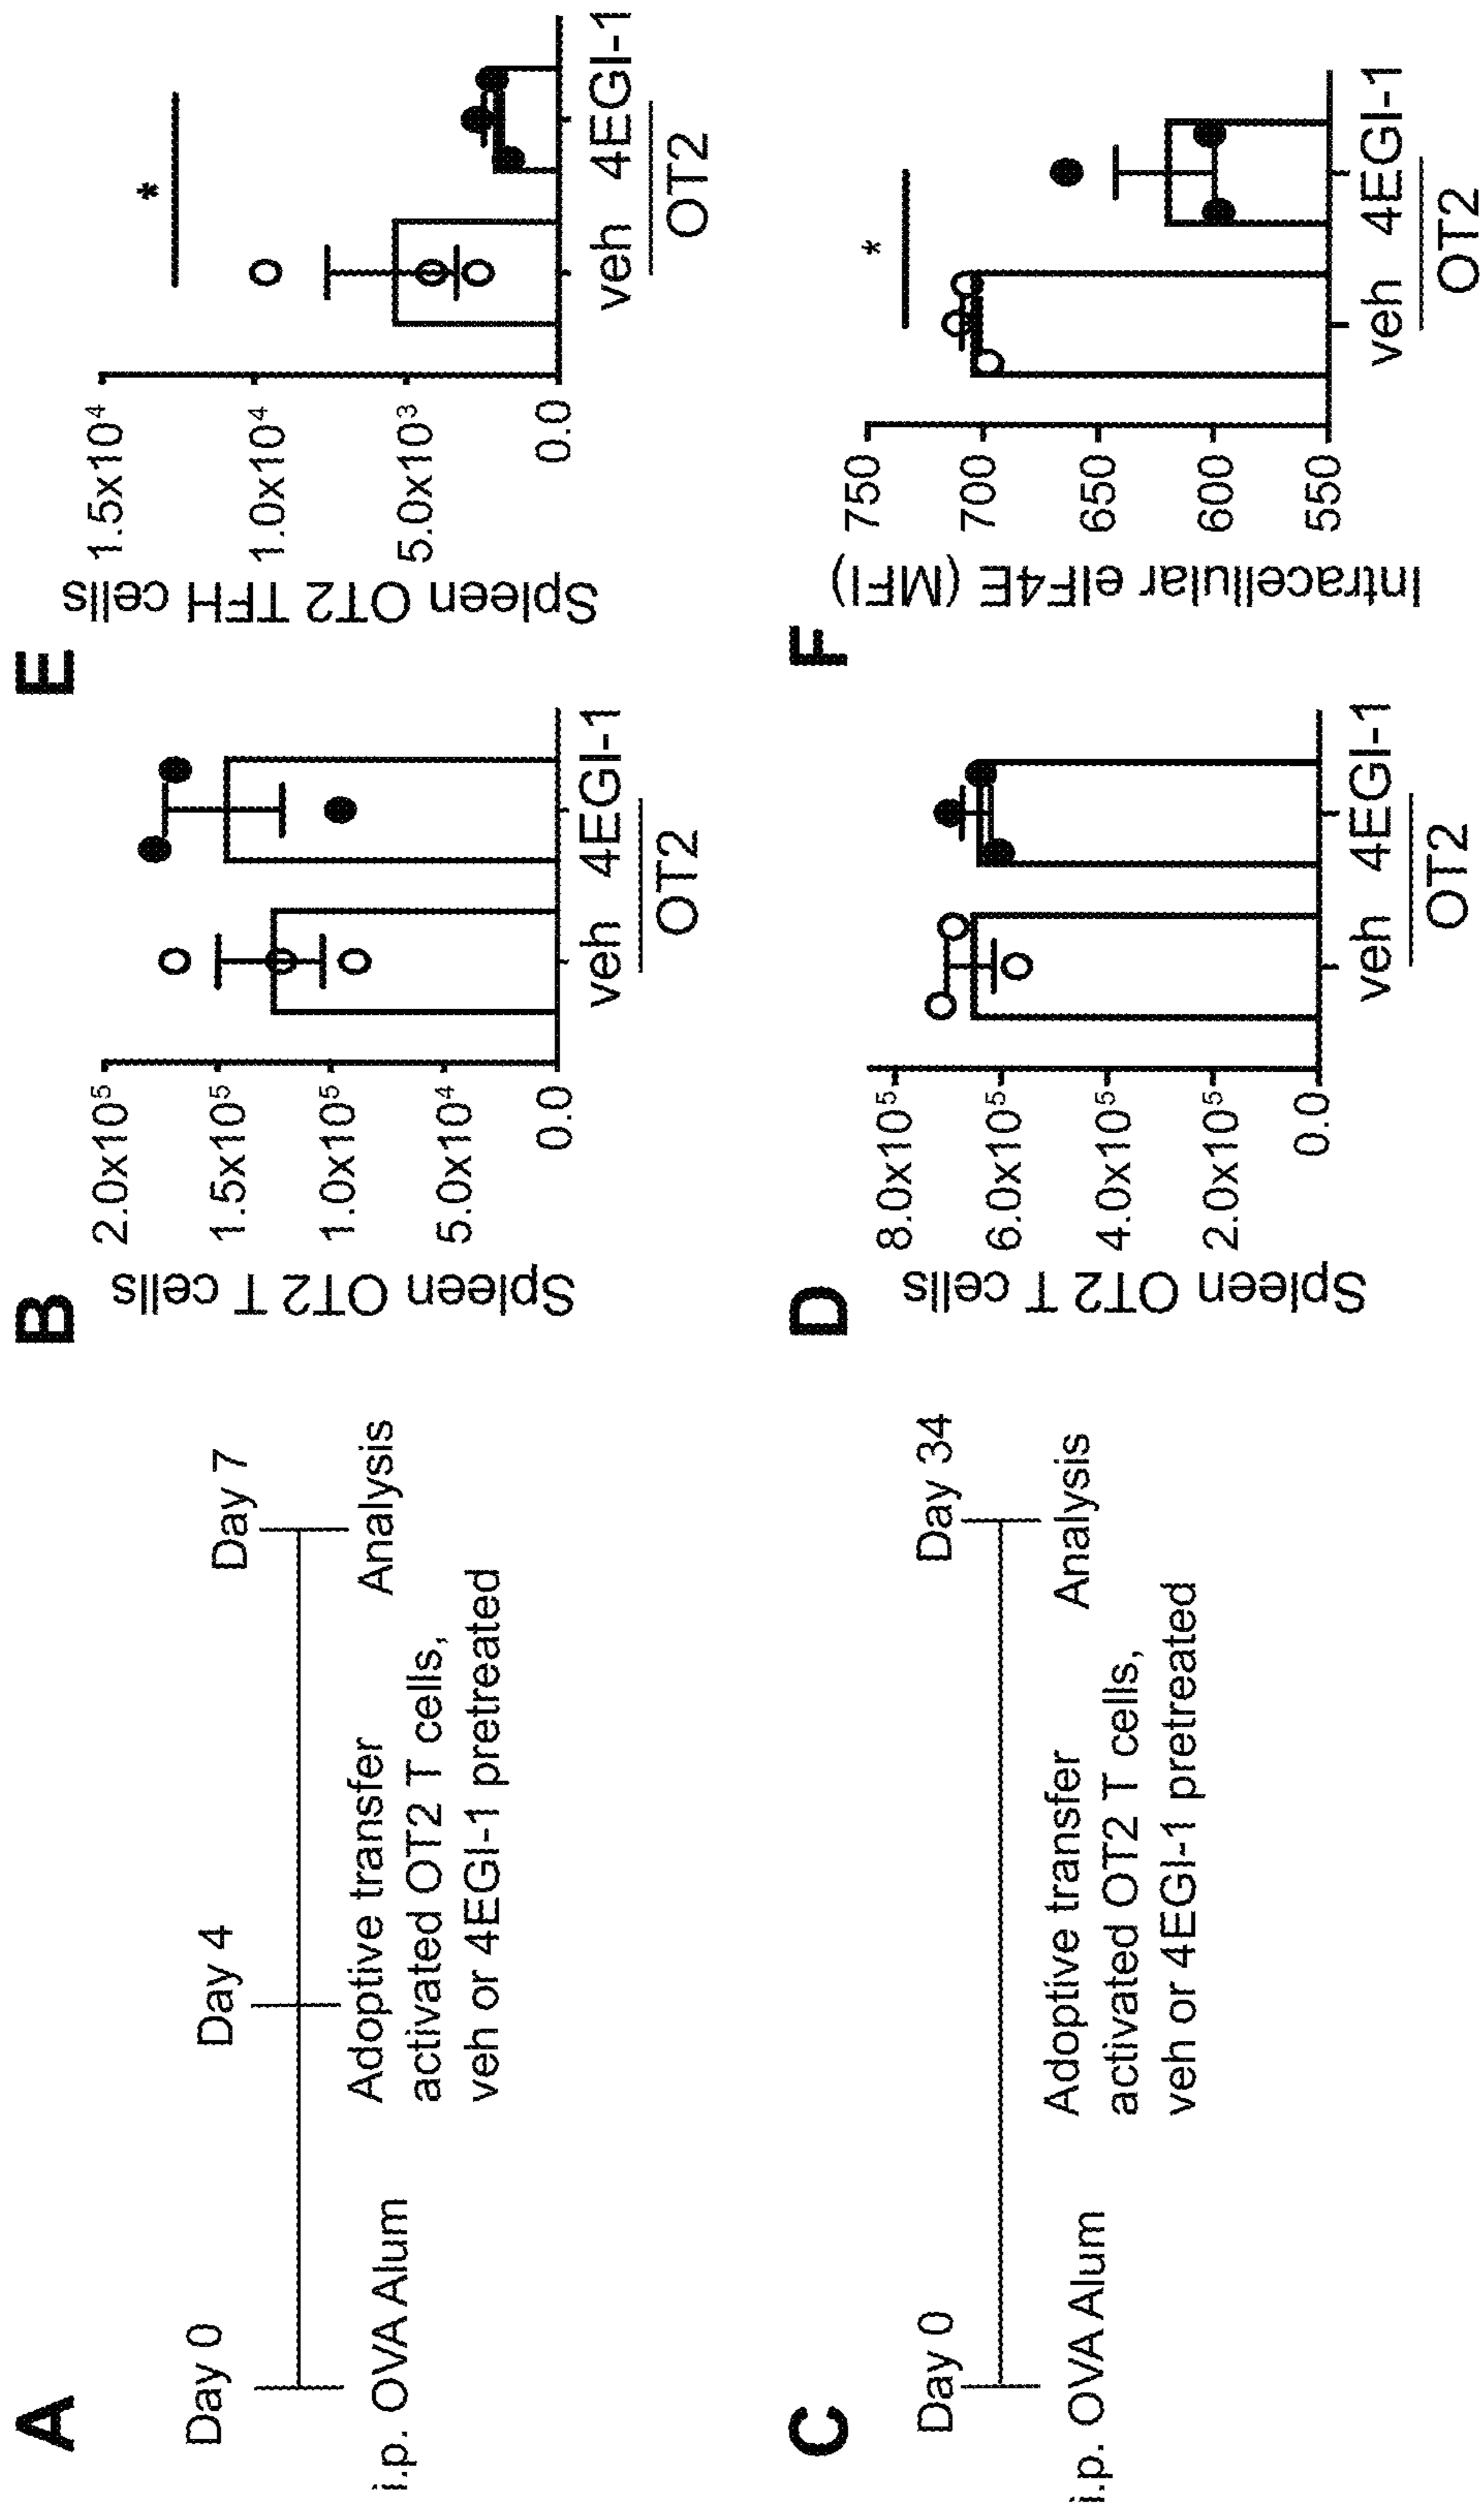 A
Day 0
Day 4
Day 7
i.p. OVA Alum
Adoptive transfer
activated OT2 T cells,
veh or 4EGI-1 pretreated
Analysis
B
Spleen OT2 T cells
2.0x10⁵
1.5x10⁵
1.0x10⁵
5.0x10⁴
0.0
veh 4EGI-1
OT2
E
Spleen OT2 TFH cells
1.5x10⁴
1.0x10⁴
5.0x10³
0.0
*
veh 4EGI-1
OT2
C
Day 0
Day 34
i.p. OVA Alum
Adoptive transfer
activated OT2 T cells,
veh or 4EGI-1 pretreated
Analysis
D
Spleen OT2 T cells
8.0x10⁵
6.0x10⁵
4.0x10⁵
2.0x10⁵
0.0
veh 4EGI-1
OT2
F
Intracellular eIF4E (MFI)
750
700
650
600
550
*
veh 4EGI-1
OT2